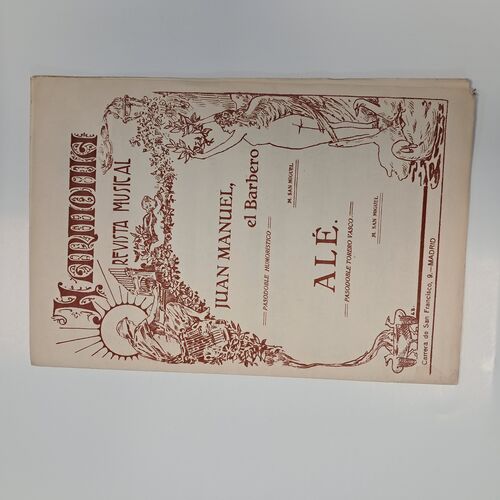 Harmonia
REVISTA MUSICAL
JUAN MANUEL,
el Barbero
PASODOBLE HUMORISTICO
M. SAN MIGUEL
ALÉ.
PASODOBLE TORERO VASCO
M. SAN MIGUEL
Carrera de San Francisco, 9.—MADRID